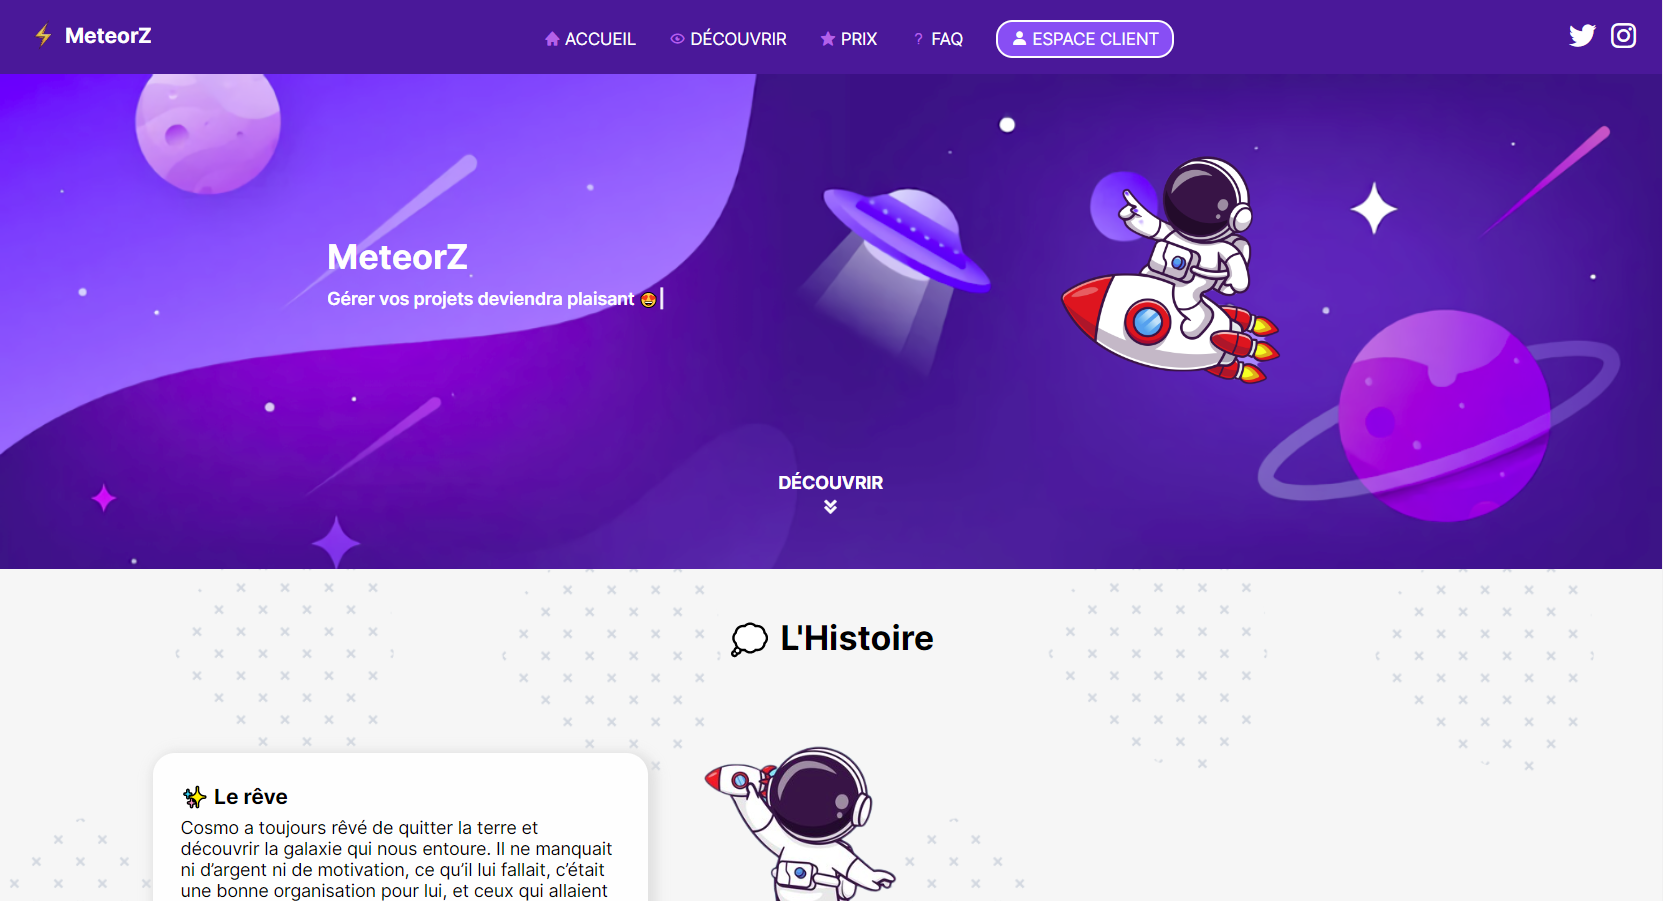 ⚡ MeteorZ
ACCUEIL
DÉCOUVRIR
PRIX
? FAQ
ESPACE CLIENT
MeteorZ
Gérer vos projets deviendra plaisant 🤩|
DÉCOUVRIR
💭 L'Histoire
✨ Le rêve
Cosmo a toujours rêvé de quitter la terre et
découvrir la galaxie qui nous entoure. Il ne manquait
ni d’argent ni de motivation, ce qu’il lui fallait, c’était
une bonne organisation pour lui, et ceux qui allaient